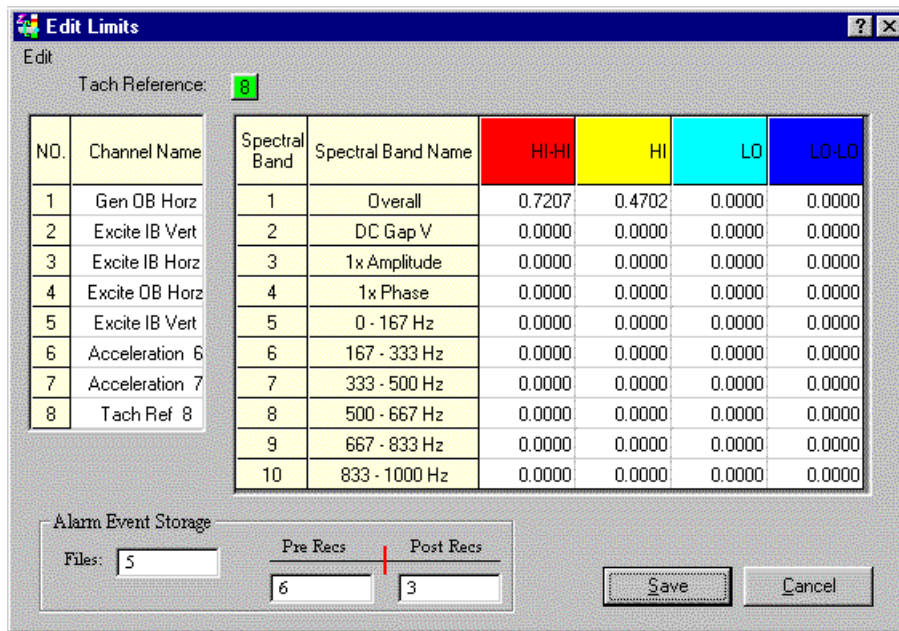 Edit Limits
Edit
Tach Reference: 8
NO. Channel Name
1 Gen OB Horz
2 Excite IB Vert
3 Excite IB Horz
4 Excite OB Horz
5 Excite IB Vert
6 Acceleration 6
7 Acceleration 7
8 Tach Ref 8
Spectral Band Spectral Band Name HI-HI HI LO LO-LO
1 Overall 0.7207 0.4702 0.0000 0.0000
2 DC Gap V 0.0000 0.0000 0.0000 0.0000
3 1x Amplitude 0.0000 0.0000 0.0000 0.0000
4 1x Phase 0.0000 0.0000 0.0000 0.0000
5 0 - 167 Hz 0.0000 0.0000 0.0000 0.0000
6 167 - 333 Hz 0.0000 0.0000 0.0000 0.0000
7 333 - 500 Hz 0.0000 0.0000 0.0000 0.0000
8 500 - 667 Hz 0.0000 0.0000 0.0000 0.0000
9 667 - 833 Hz 0.0000 0.0000 0.0000 0.0000
10 833 - 1000 Hz 0.0000 0.0000 0.0000 0.0000
Alarm Event Storage
Files: 5
Pre Recs Post Recs
6 3
Save Cancel